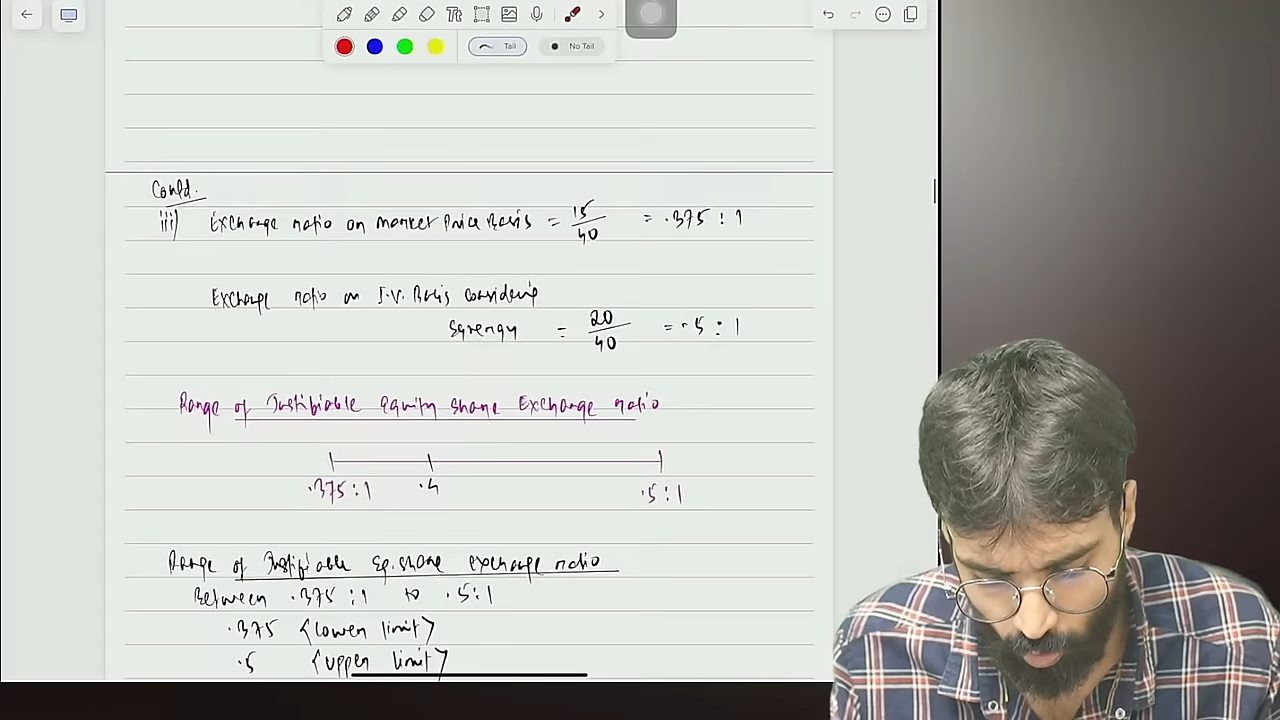 Tt
Tail
No Tail
Contd.
iii) Exchange ratio on market Price Basis = 15/40 = .375 : 1
Exchange ratio on I.V. Basis considering
Synergy = 20/40 = .5 : 1
Range of Justifiable Equity share Exchange ratio
.375 : 1 .4 .5 : 1
Range of Justifiable Eq. share exchange ratio
Between .375 : 1 to .5 : 1
.375 (lower limit)
.5 (upper limit)